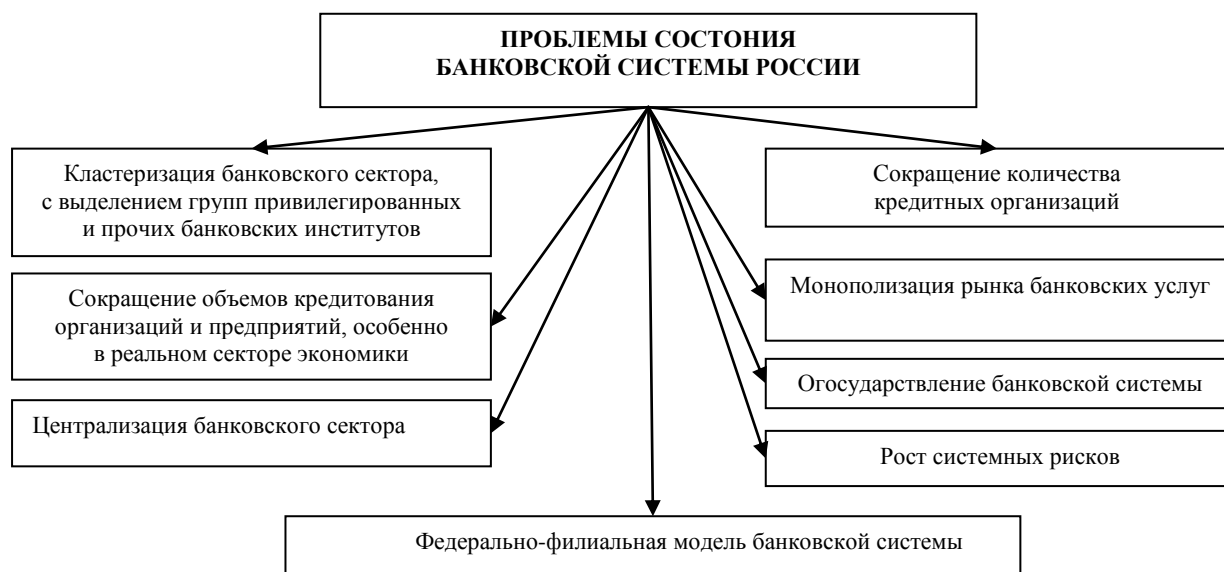 ПРОБЛЕМЫ СОСТОНИЯ
БАНКОВСКОЙ СИСТЕМЫ РОССИИ
Кластеризация банковского сектора,
с выделением групп привилегированных
и прочих банковских институтов
Сокращение объемов кредитования
организаций и предприятий, особенно
в реальном секторе экономики
Централизация банковского сектора
Сокращение количества
кредитных организаций
Монополизация рынка банковских услуг
Огосударствление банковской системы
Рост системных рисков
Федерально-филиальная модель банковской системы